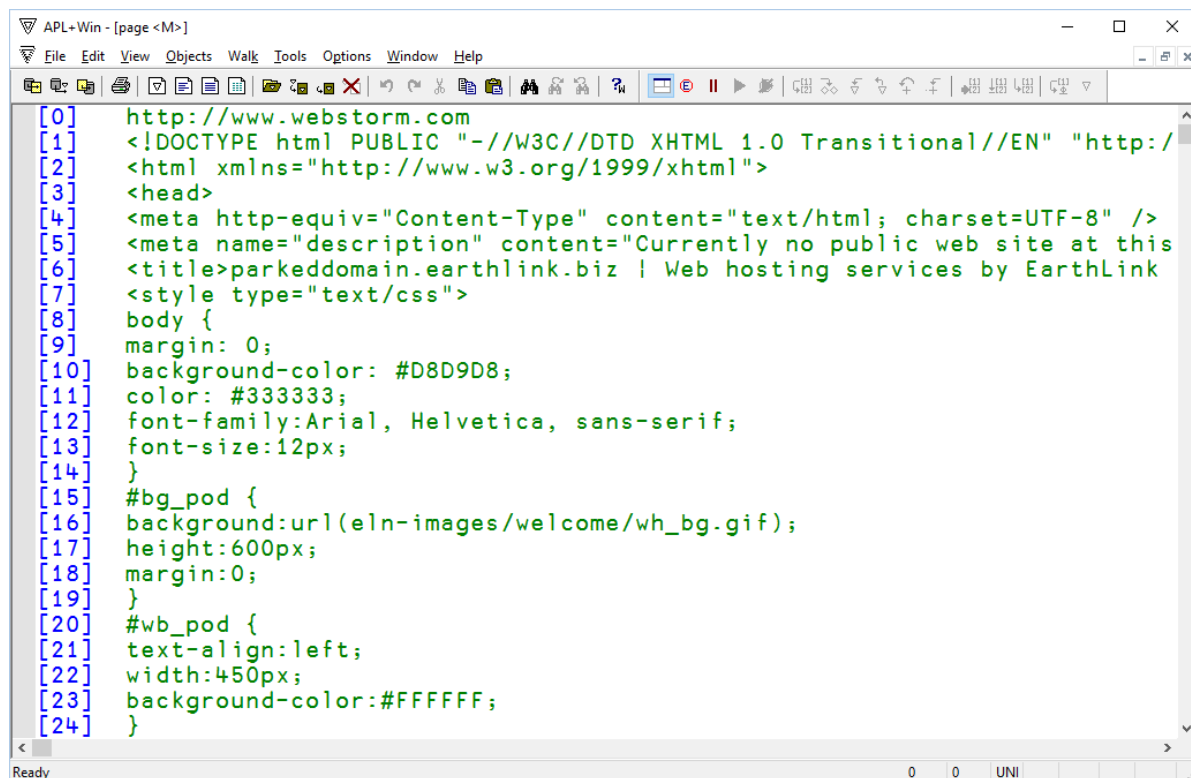 APL+Win - [page <M>]
File Edit View Objects Walk Tools Options Window Help
[0] http://www.webstorm.com
[1] <!DOCTYPE html PUBLIC "-//W3C//DTD XHTML 1.0 Transitional//EN" "http:/
[2] <html xmlns="http://www.w3.org/1999/xhtml">
[3] <head>
[4] <meta http-equiv="Content-Type" content="text/html; charset=UTF-8" />
[5] <meta name="description" content="Currently no public web site at this
[6] <title>parkeddomain.earthlink.biz | Web hosting services by EarthLink
[7] <style type="text/css">
[8] body {
[9] margin: 0;
[10] background-color: #D8D9D8;
[11] color: #333333;
[12] font-family:Arial, Helvetica, sans-serif;
[13] font-size:12px;
[14] }
[15] #bg_pod {
[16] background:url(eln-images/welcome/wh_bg.gif);
[17] height:600px;
[18] margin:0;
[19] }
[20] #wb_pod {
[21] text-align:left;
[22] width:450px;
[23] background-color:#FFFFFF;
[24] }
Ready 0 0 UNI